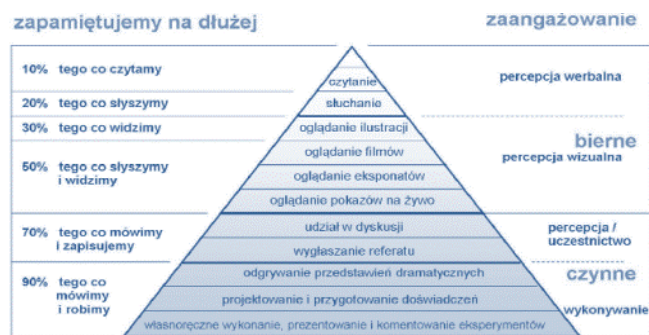 zapamiętujemy na dłużej
zaangażowanie
10% tego co czytamy
czytanie
percepcja werbalna
20% tego co słyszymy
słuchanie
30% tego co widzimy
oglądanie ilustracji
bierne
oglądanie filmów
percepcja wizualna
50% tego co słyszymy
i widzimy
oglądanie eksponatów
oglądanie pokazów na żywo
70% tego co mówimy
i zapisujemy
udział w dyskusji
percepcja /
uczestnictwo
wygłaszanie referatu
90% tego co
mówimy
i robimy
odgrywanie przedstawień dramatycznych
czynne
projektowanie i przygotowanie doświadczeń
wykonywanie
własnoręczne wykonanie, prezentowanie i komentowanie eksperymentów